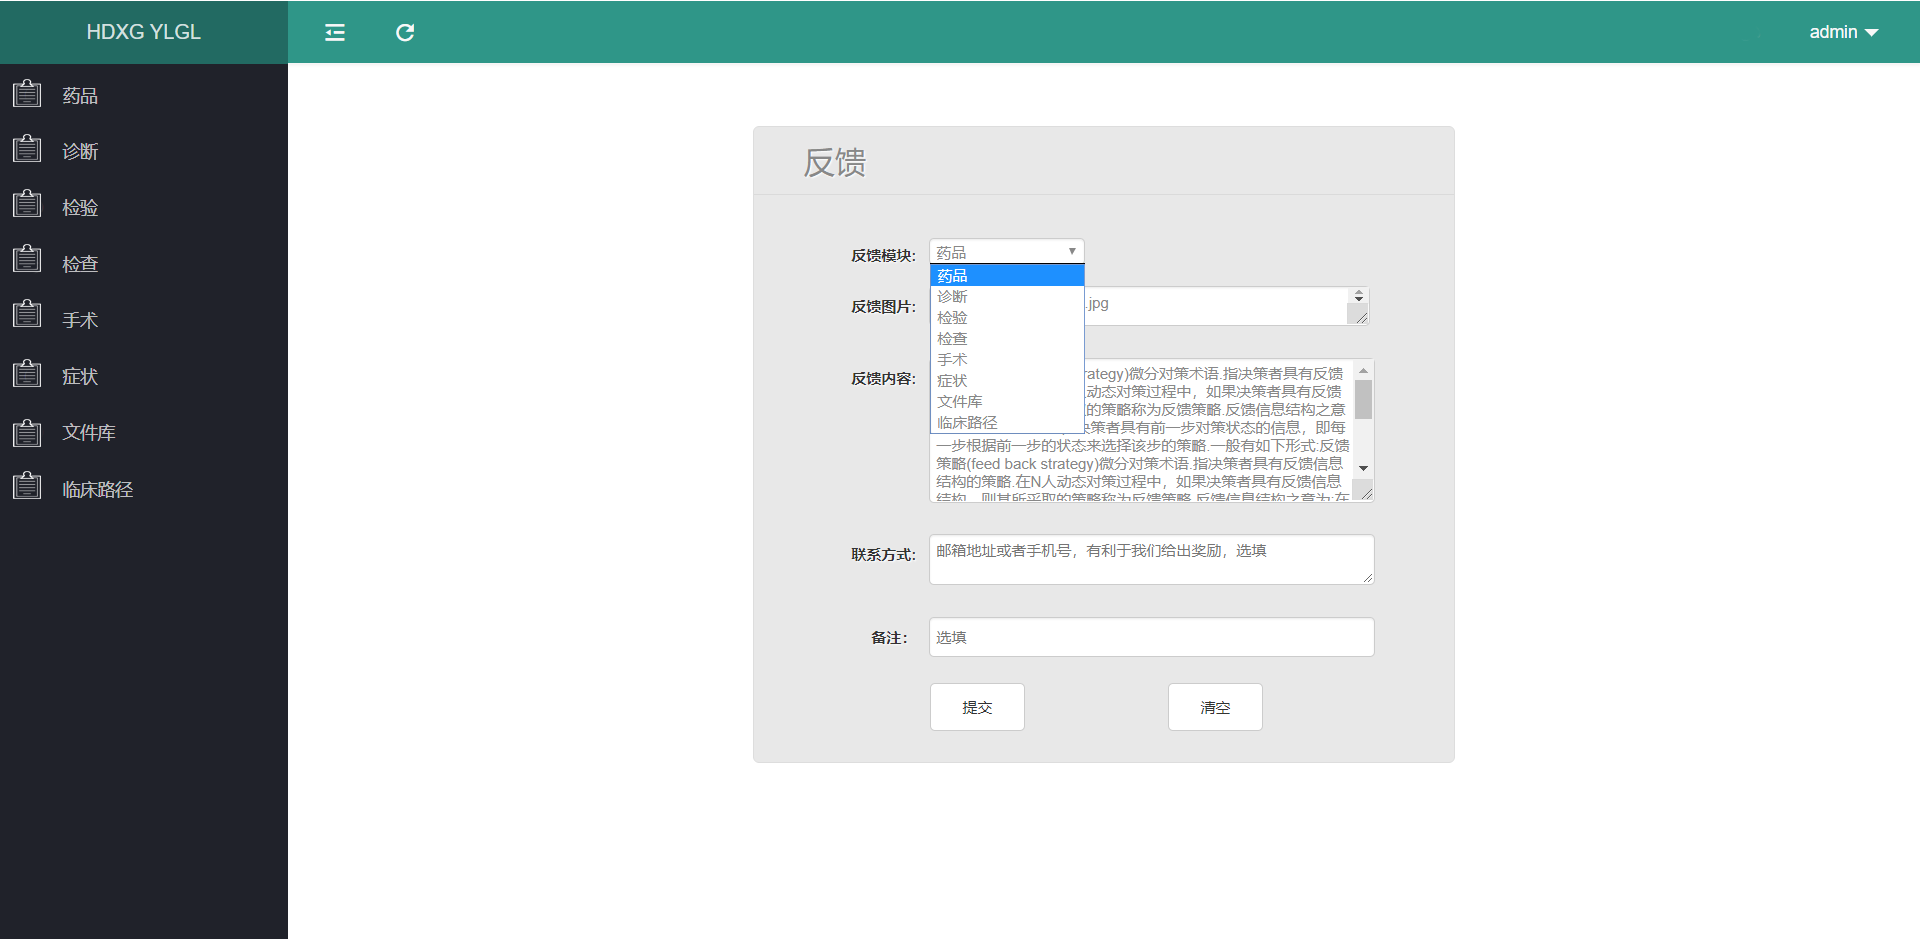 HDXG YLGL
admin
药品
诊断
检验
检查
手术
症状
文件库
临床路径
反馈
反馈模块:
药品
药品
诊断
检验
检查
手术
症状
文件库
临床路径
反馈图片:
.jpg
反馈内容:
rategy)微分对策术语.指决策者具有反馈
动态对策过程中，如果决策者具有反馈
的策略称为反馈策略.反馈信息结构之意
策者具有前一步对策状态的信息，即每
一步根据前一步的状态来选择该步的策略.一般有如下形式:反馈
策略(feed back strategy)微分对策术语.指决策者具有反馈信息
结构的策略.在N人动态对策过程中，如果决策者具有反馈信息
结构，则其所采取的策略称为反馈策略.反馈信息结构之意为:在
联系方式:
邮箱地址或者手机号，有利于我们给出奖励，选填
备注:
选填
提交
清空